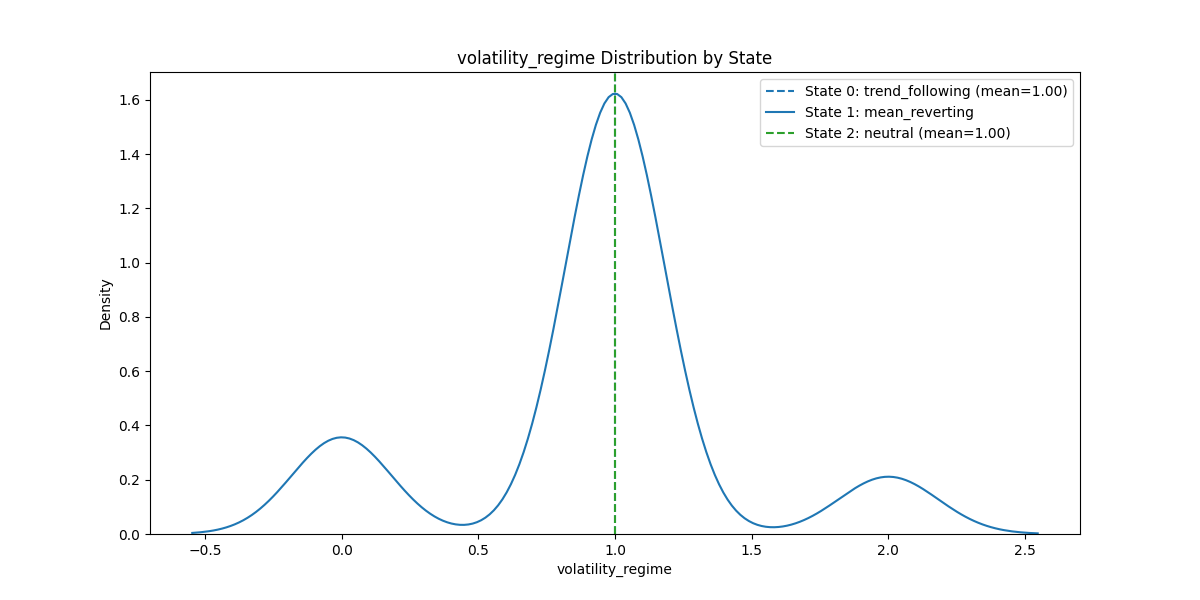 volatility_regime Distribution by State
State 0: trend_following (mean=1.00)
State 1: mean_reverting
State 2: neutral (mean=1.00)
1.6
1.4
1.2
1.0
0.8
0.6
0.4
0.2
0.0
Density
−0.5 0.0 0.5 1.0 1.5 2.0 2.5
volatility_regime